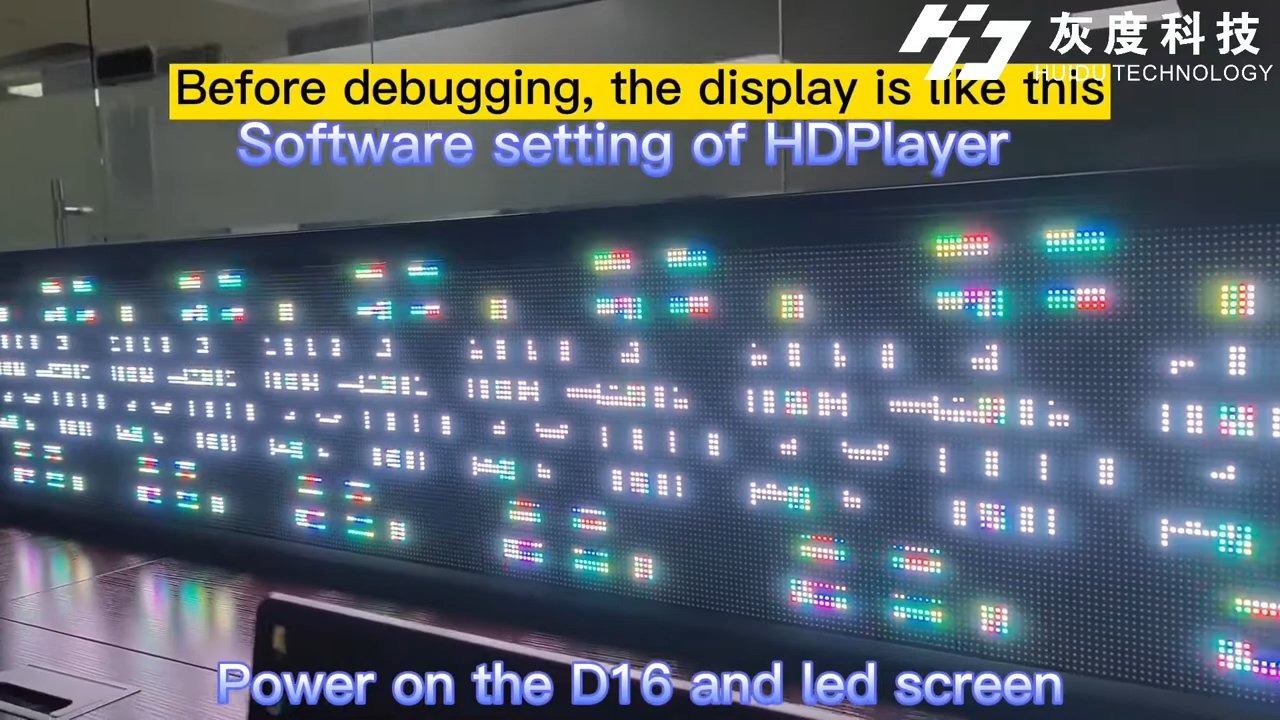 灰度科技
HUIDU TECHNOLOGY
Before debugging, the display is like this
Software setting of HDPlayer
Power on the D16 and led screen